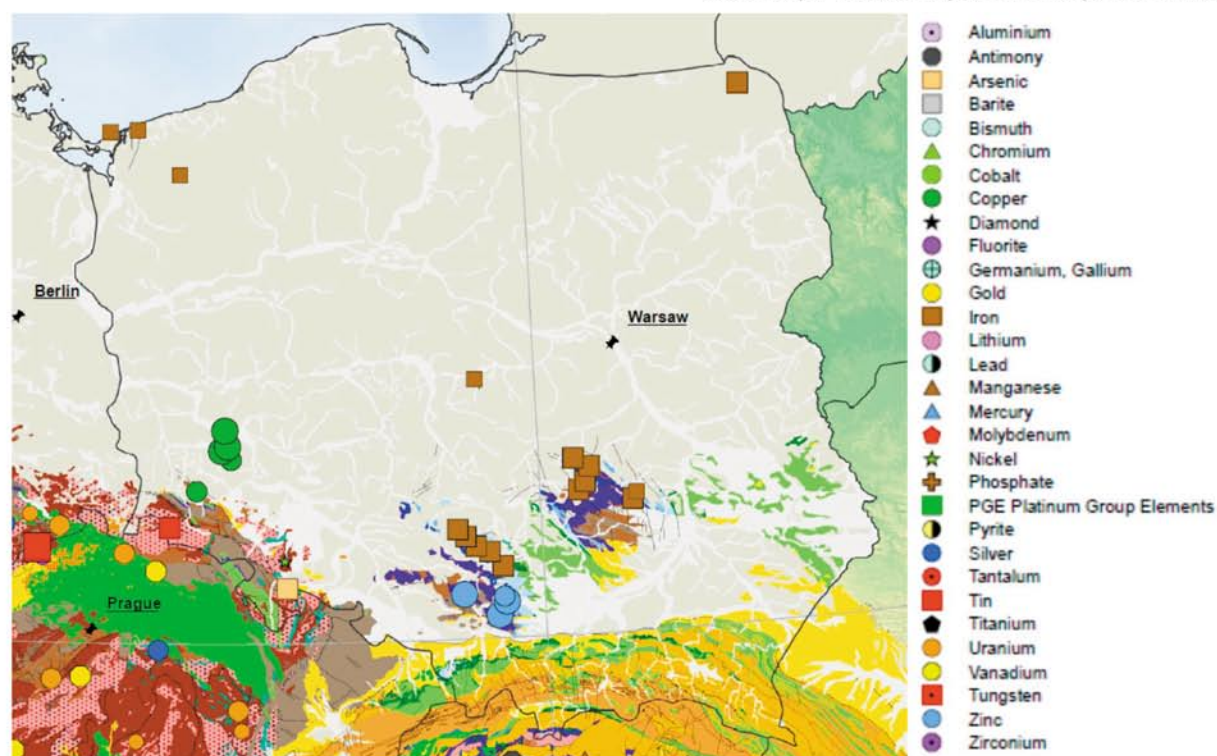 Berlin
Warsaw
Prague
Aluminium
Antimony
Arsenic
Barite
Bismuth
Chromium
Cobalt
Copper
Diamond
Fluorite
Germanium, Gallium
Gold
Iron
Lithium
Lead
Manganese
Mercury
Molybdenum
Nickel
Phosphate
PGE Platinum Group Elements
Pyrite
Silver
Tantalum
Tin
Titanium
Uranium
Vanadium
Tungsten
Zinc
Zirconium